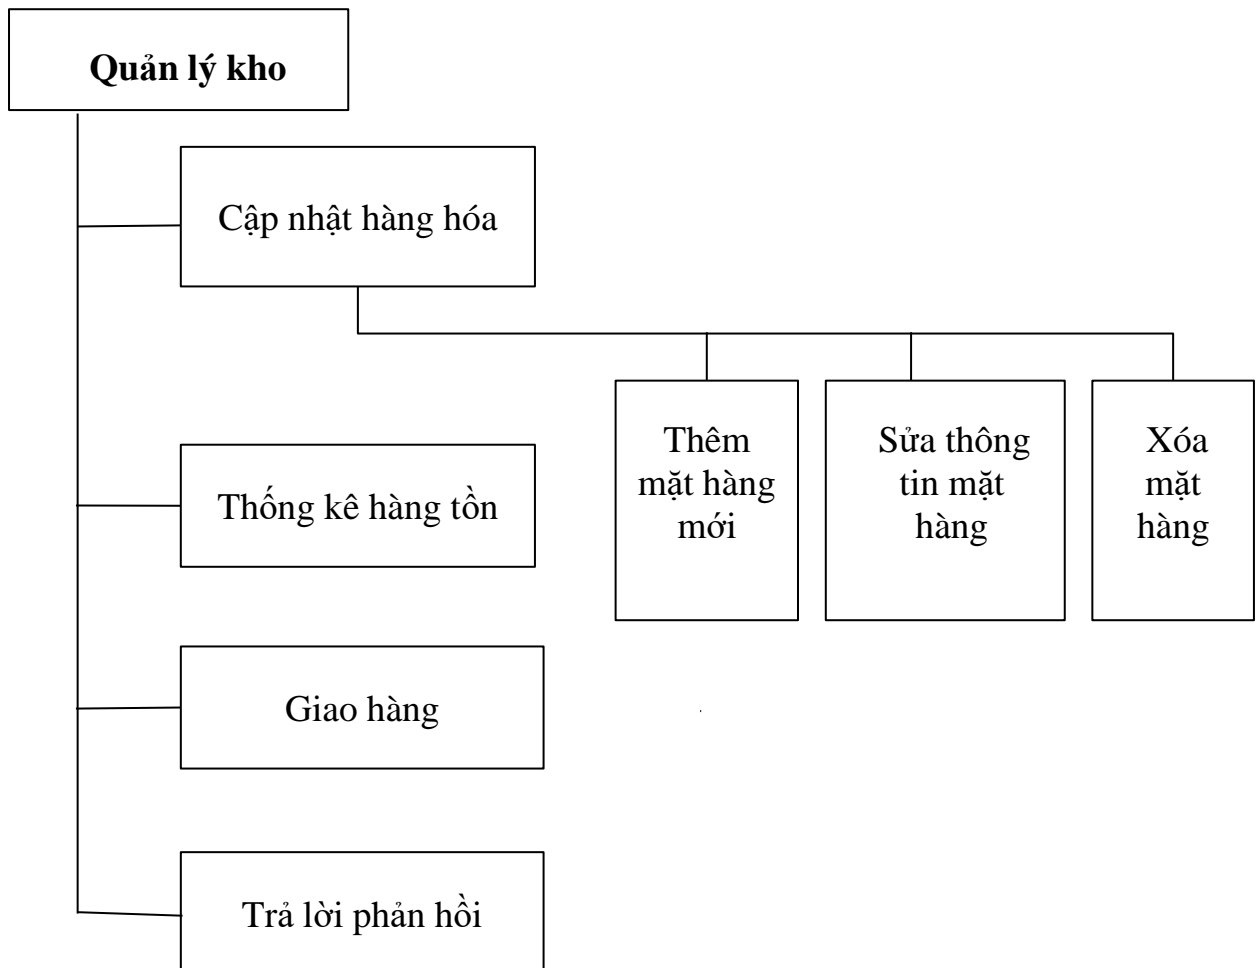 Quản lý kho
Cập nhật hàng hóa
Thêm
mặt hàng
mới
Sửa thông
tin mặt
hàng
Xóa
mặt
hàng
Thống kê hàng tồn
Giao hàng
Trả lời phản hồi